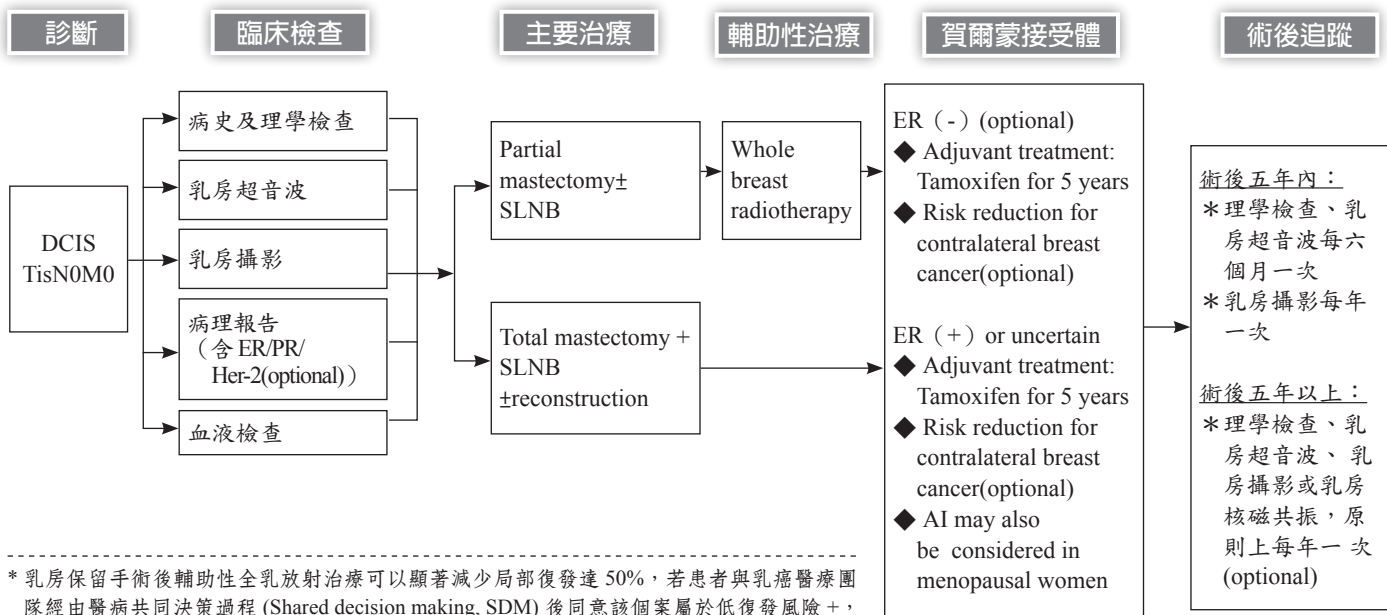 診斷
臨床檢查
主要治療
輔助性治療
賀爾蒙接受體
術後追蹤
DCIS
TisN0M0
病史及理學檢查
乳房超音波
乳房攝影
病理報告
（含 ER/PR/
Her-2(optional)）
血液檢查
Partial
mastectomy±
SLNB
Total mastectomy +
SLNB
±reconstruction
Whole
breast
radiotherapy
ER（-）(optional)
◆ Adjuvant treatment:
Tamoxifen for 5 years
◆ Risk reduction for
contralateral breast
cancer(optional)
ER（+）or uncertain
◆ Adjuvant treatment:
Tamoxifen for 5 years
◆ Risk reduction for
contralateral breast
cancer(optional)
◆ AI may also
be considered in
menopausal women
術後五年內：
＊理學檢查、乳
房超音波每六
個月一次
＊乳房攝影每年
一次
術後五年以上：
＊理學檢查、乳
房超音波、 乳
房攝影或乳房
核磁共振，原
則上每年一 次
(optional)
* 乳房保留手術後輔助性全乳放射治療可以顯著減少局部復發達 50%，若患者與乳癌醫療團
隊經由醫病共同決策過程 (Shared decision making, SDM) 後同意該個案屬於低復發風險 +，